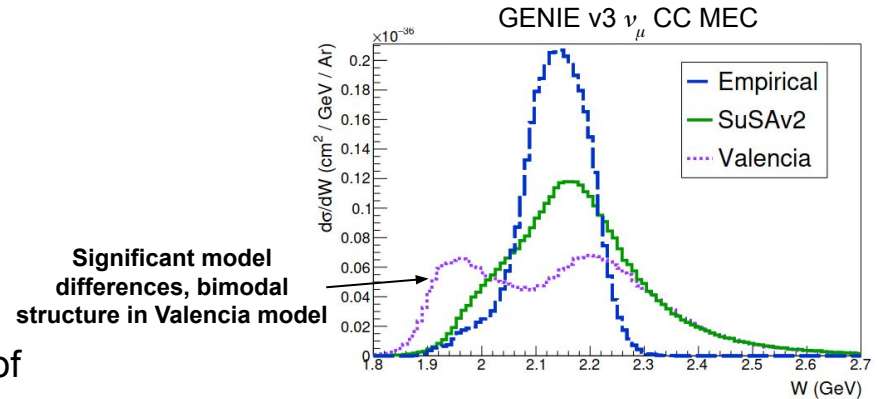 GENIE v3 νμ CC MEC
×10⁻³⁶
dσ/dW (cm² / GeV / Ar)
0.2
0.18
0.16
0.14
0.12
0.1
0.08
0.06
0.04
0.02
0
Empirical
SuSAv2
Valencia
Significant model
differences, bimodal
structure in Valencia model
1.8 1.9 2 2.1 2.2 2.3 2.4 2.5 2.6 2.7
W (GeV)
of